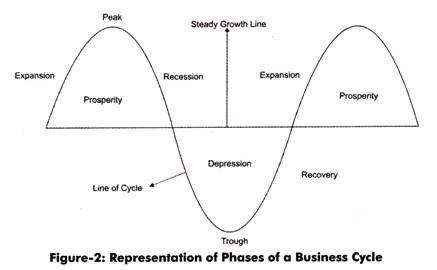 Peak
Steady Growth Line
Expansion
Recession
Expansion
Prosperity
Prosperity
Depression
Line of Cycle
Recovery
Trough
Figure-2: Representation of Phases of a Business Cycle